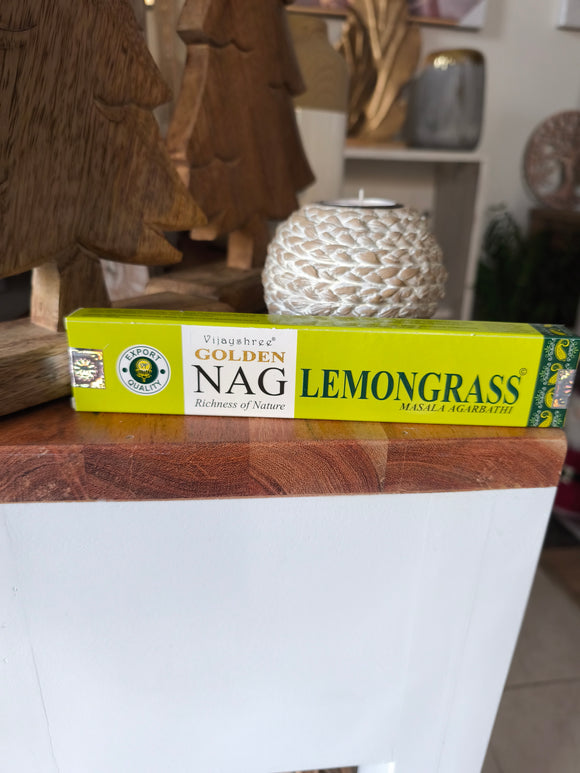 EXPORT
QUALITY
Vijayshree®
GOLDEN
NAG
Richness of Nature
LEMONGRASS©
MASALA AGARBATHI